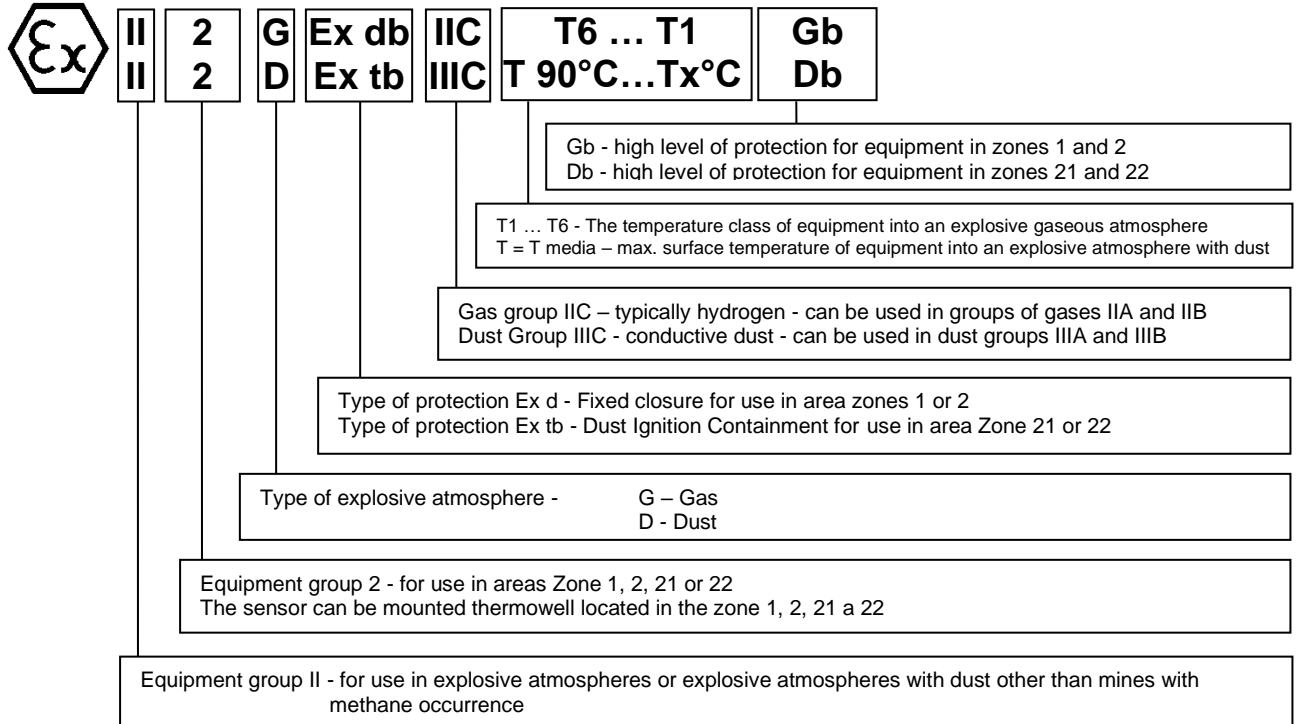 Ex II 2 G Ex db IIC T6 … T1 Gb
II 2 D Ex tb IIIC T 90°C…Tx°C Db
Gb - high level of protection for equipment in zones 1 and 2
Db - high level of protection for equipment in zones 21 and 22
T1 … T6 - The temperature class of equipment into an explosive gaseous atmosphere
T = T media – max. surface temperature of equipment into an explosive atmosphere with dust
Gas group IIC – typically hydrogen - can be used in groups of gases IIA and IIB
Dust Group IIIC - conductive dust - can be used in dust groups IIIA and IIIB
Type of protection Ex d - Fixed closure for use in area zones 1 or 2
Type of protection Ex tb - Dust Ignition Containment for use in area Zone 21 or 22
Type of explosive atmosphere - G – Gas
D - Dust
Equipment group 2 - for use in areas Zone 1, 2, 21 or 22
The sensor can be mounted thermowell located in the zone 1, 2, 21 a 22
Equipment group II - for use in explosive atmospheres or explosive atmospheres with dust other than mines with
methane occurrence